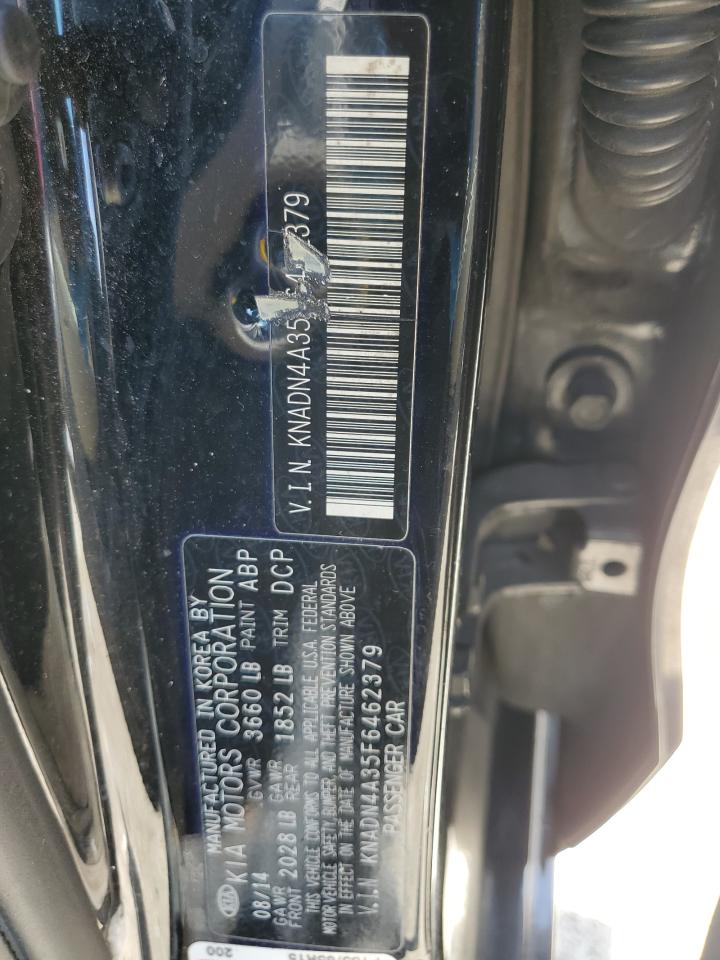 MANUFACTURED IN KOREA BY
KIA KIA MOTORS CORPORATION
08/14 GVWR 3660 LB PAINT ABP
GAWR FRONT 2028 LB GAWR REAR 1852 LB TRIM DCP
THIS VEHICLE CONFORMS TO ALL APPLICABLE U.S.A. FEDERAL
MOTOR VEHICLE SAFETY, BUMPER, AND THEFT PREVENTION STANDARDS
IN EFFECT ON THE DATE OF MANUFACTURE SHOWN ABOVE
V.I.N. KNADN4A35F6462379
PASSENGER CAR
V.I.N. KNADN4A35 379
200